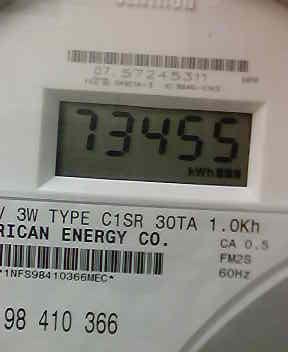 07.57245311
73455
kWh
V 3W TYPE C1SR 30TA 1.0Kh
RICAN ENERGY CO.
CA 0.5
FM2S
60Hz
*1NFS98410366MEC*
98 410 366